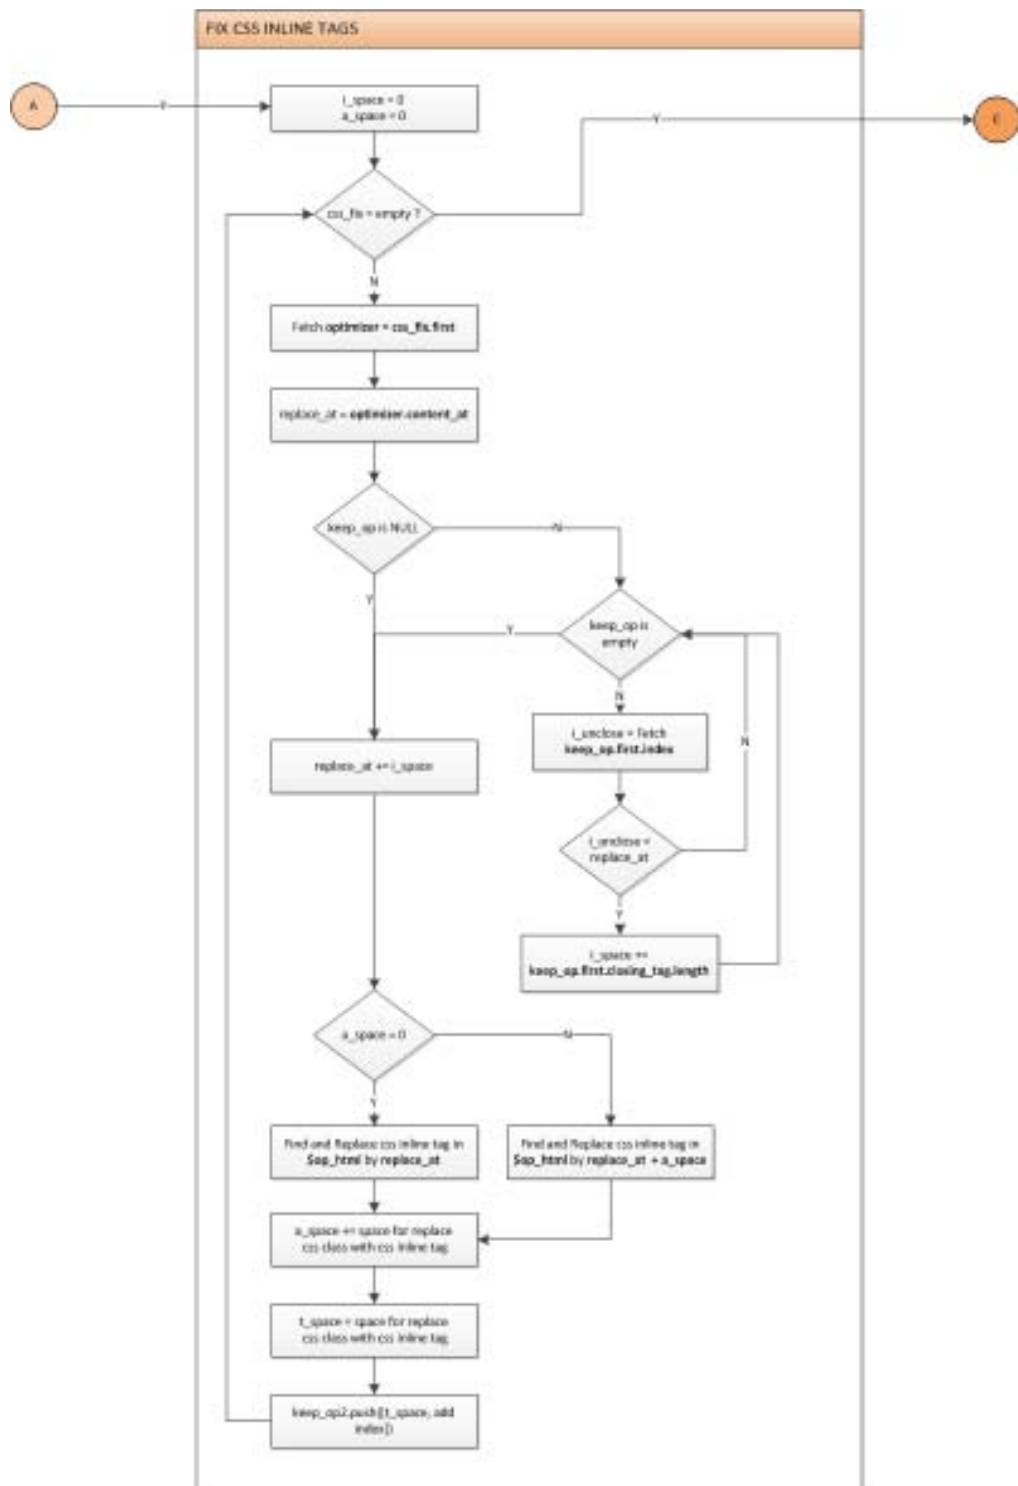 FIX CSS INLINE TAGS
A
Y
i_space = 0
a_space = 0
Y
css_fix = empty ?
N
Fetch optimizer = css_fix.first
replace_at = optimizer.content_at
keep_op is NULL
N
Y
keep_op is
empty
Y
N
i_unclose = Fetch
keep_op.first.index
N
replace_at += i_space
i_unclose <
replace_at
Y
i_space +=
keep_op.first.closing_tag.length
a_space = 0
N
Y
Find and Replace css inline tag in
$op_html by replace_at
Find and Replace css inline tag in
$op_html by replace_at + a_space
a_space += space for replace
css class with css inline tag
t_space = space for replace
css class with css inline tag
keep_op2.push([t_space, add
index])